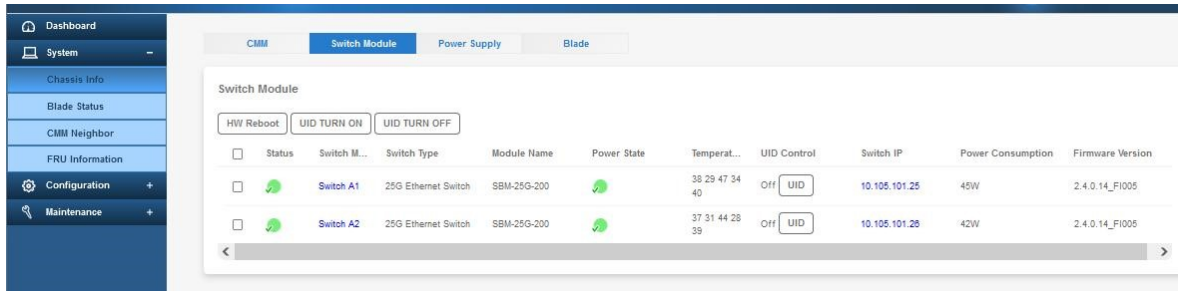 Dashboard
System −
Chassis Info
Blade Status
CMM Neighbor
FRU Information
Configuration +
Maintenance +
CMM Switch Module Power Supply Blade
Switch Module
HW Reboot UID TURN ON UID TURN OFF
Status Switch M... Switch Type Module Name Power State Temperat... UID Control Switch IP Power Consumption Firmware Version
Switch A1 25G Ethernet Switch SBM-25G-200 38 29 47 34 Off UID 10.105.101.25 45W 2.4.0.14_FI005
40
Switch A2 25G Ethernet Switch SBM-25G-200 37 31 44 28 Off UID 10.105.101.26 42W 2.4.0.14_FI005
39